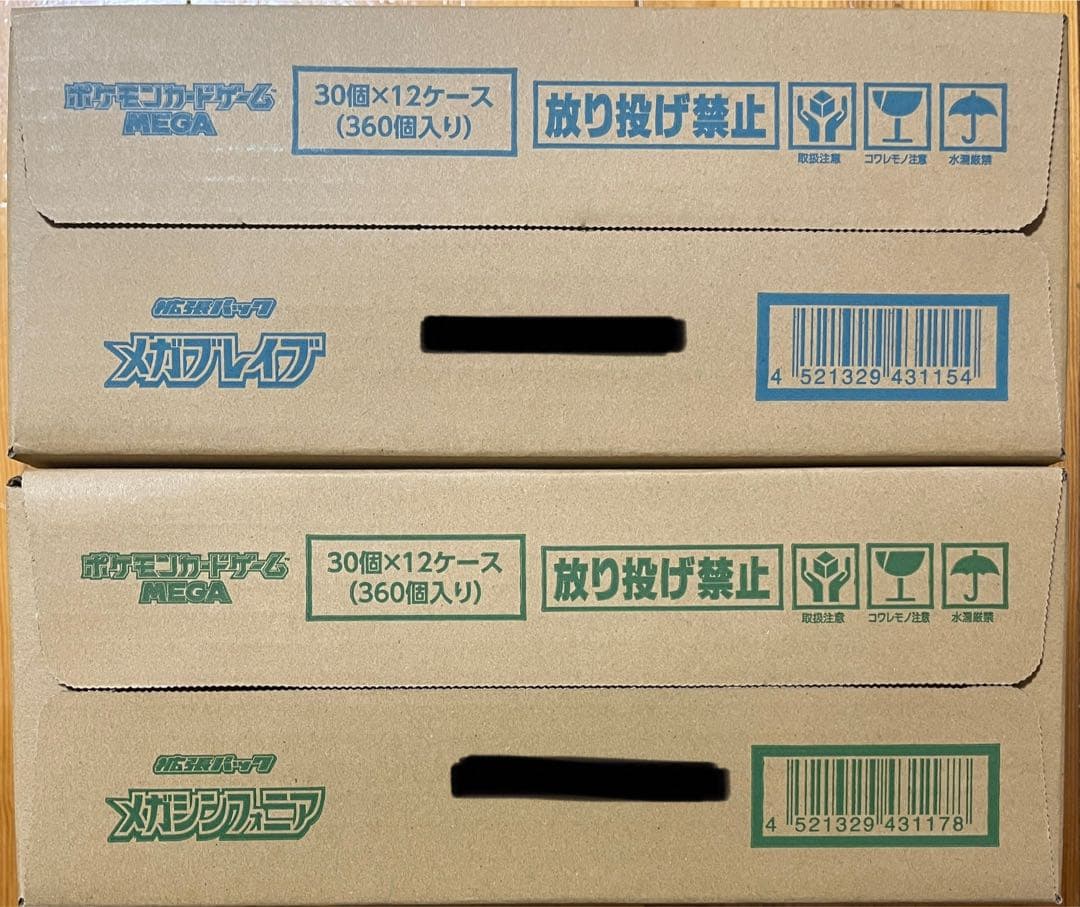 ポケモンカードゲーム
MEGA
30個×12ケース
(360個入り)
放り投げ禁止
取扱注意
コワレモノ注意
水濡厳禁
拡張パック
メガブレイブ
4 521329 431154
ポケモンカードゲーム
MEGA
30個×12ケース
(360個入り)
放り投げ禁止
取扱注意
コワレモノ注意
水濡厳禁
拡張パック
メガシンフォニア
4 521329 431178